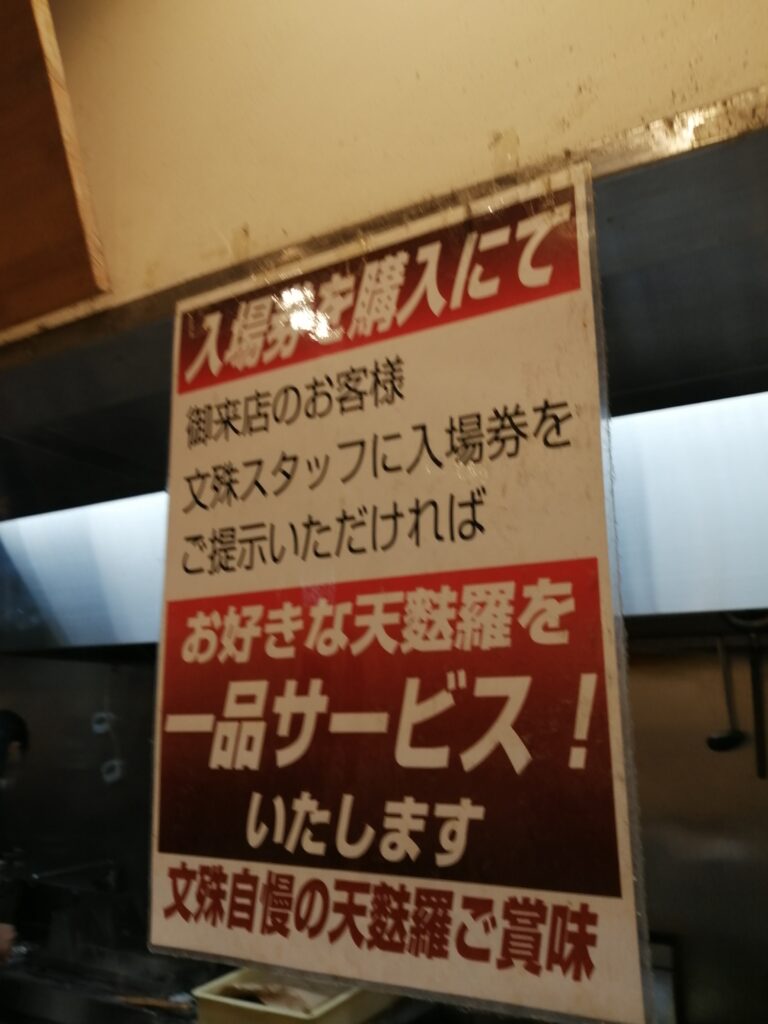 入場券を購入にて
御来店のお客様
文殊スタッフに入場券を
ご提示いただければ
お好きな天麩羅を
一品サービス！
いたします
文殊自慢の天麩羅ご賞味